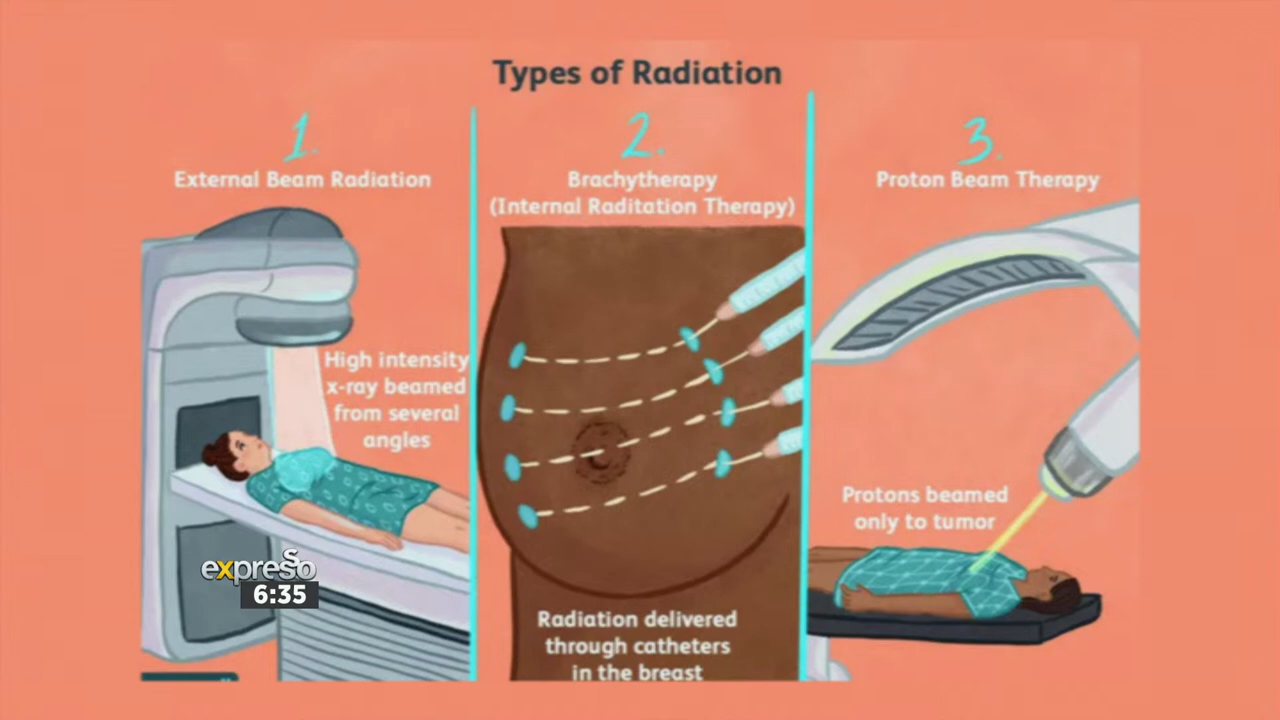 Types of Radiation
1.
External Beam Radiation
High intensity
x-ray beamed
from several
angles
2.
Brachytherapy
(Internal Raditation Therapy)
Radiation delivered
through catheters
in the breast
3.
Proton Beam Therapy
Protons beamed
only to tumor
expresso
6:35